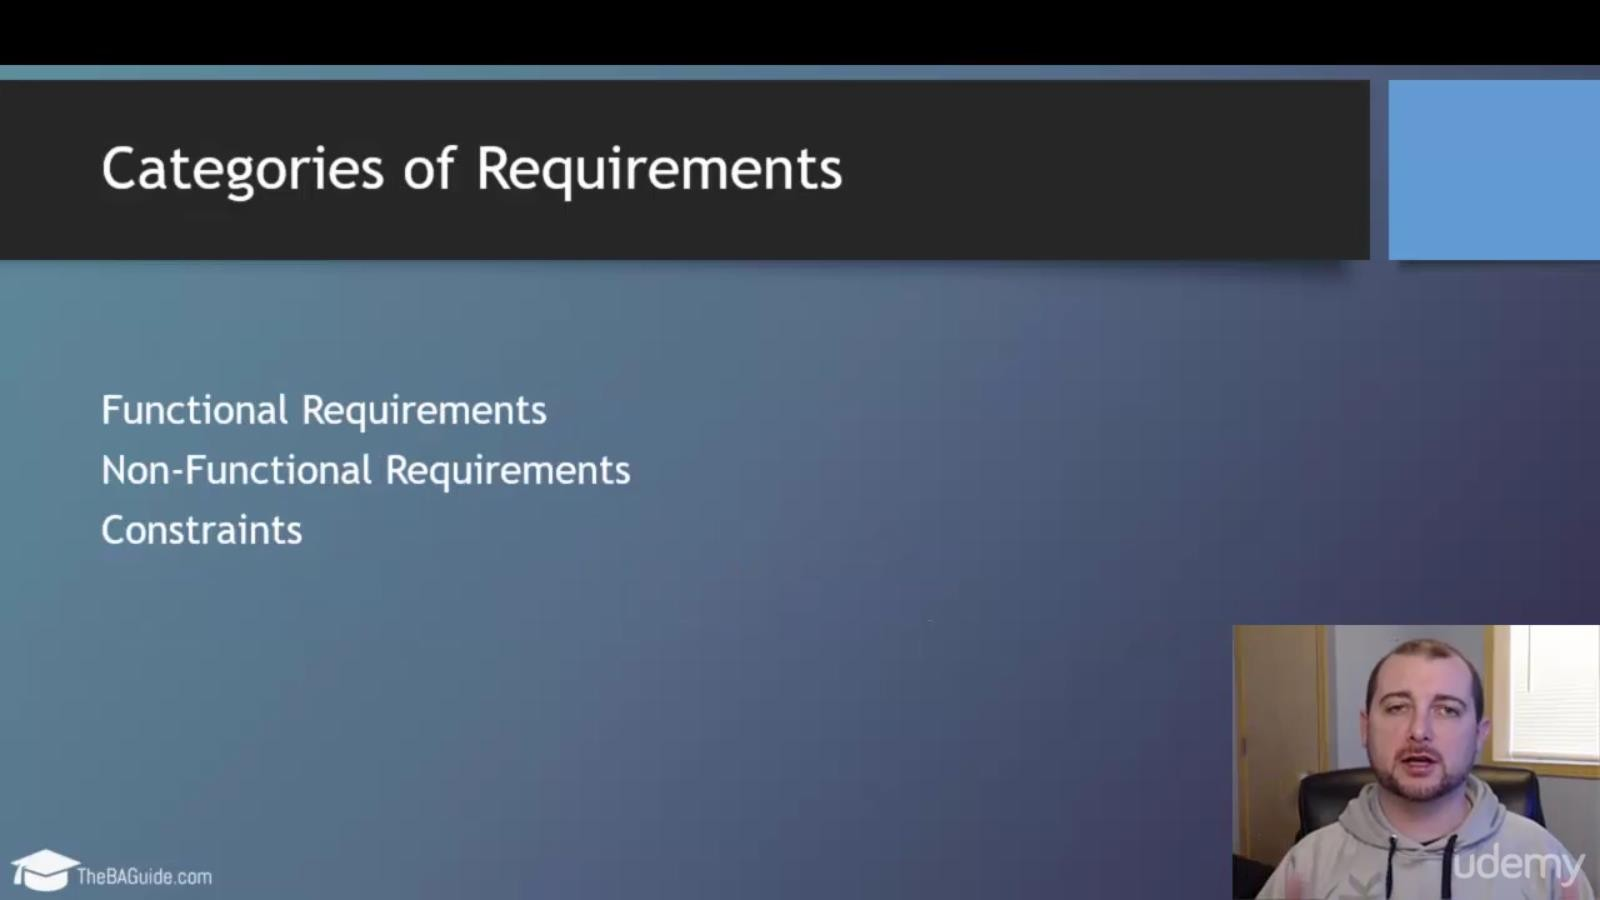 Categories of Requirements
Functional Requirements
Non-Functional Requirements
Constraints
TheBAGuide.com
udemy